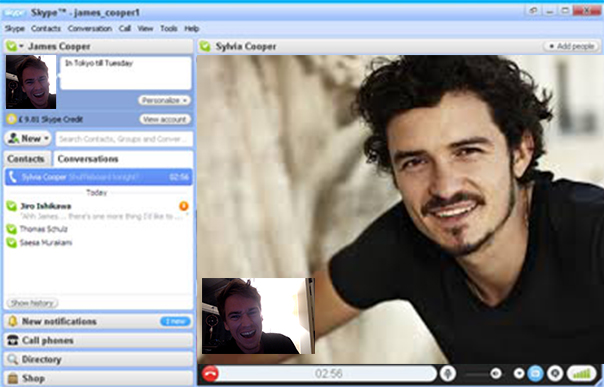 Skype™ - james_cooper1
Skype Contacts Conversation Call View Tools Help
James Cooper
In Tokyo till Tuesday
Personalize
£ 9.81 Skype Credit
View account
New
Search Contacts, Groups and Conver...
Contacts
Conversations
Sylvia Cooper Shuffleboard tonight? 02:56
Today
Jiro Ishikawa
"Ahh James... there's one more thing I'd like to ...
Thomas Schulz
Saesa Murakami
Show history
New notifications
1 new
Call phones
Directory
Shop
Sylvia Cooper
Add people
02:56